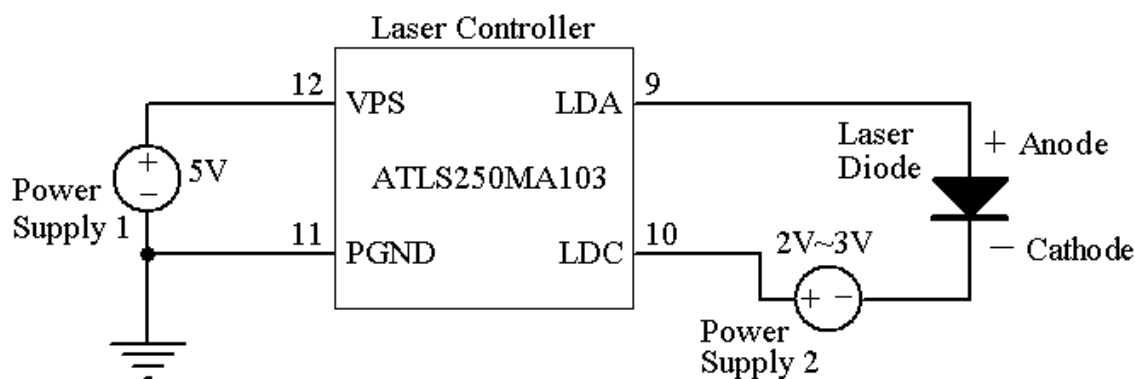 Laser Controller
12
VPS
LDA
9
Laser
Diode
+ Anode
+
−
5V
ATLS250MA103
Power
Supply 1
11
PGND
LDC
10
2V~3V
− Cathode
+ −
Power
Supply 2